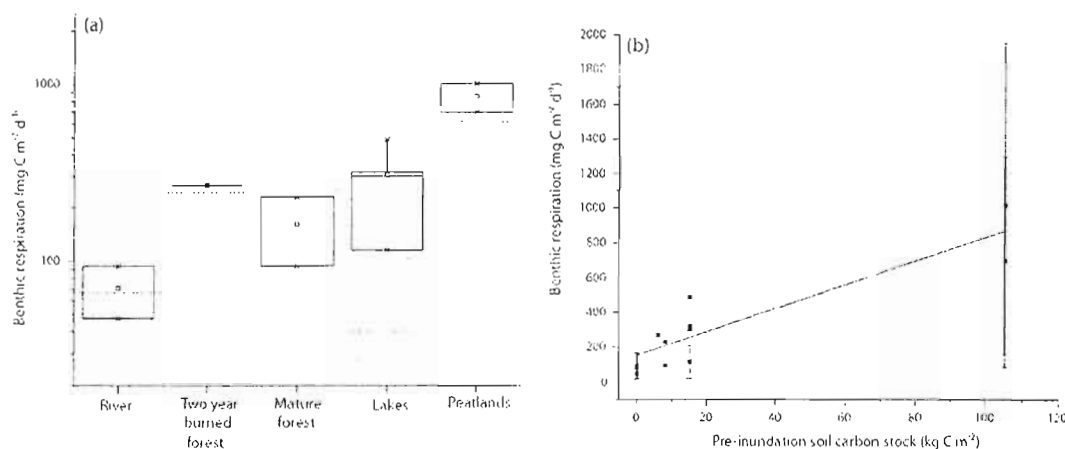 (a)
Benthic respiration (mg C m⁻² d⁻¹)
1000
100
River
Two year
burned
forest
Mature
forest
Lakes
Peatlands
(b)
Benthic respiration (mg C m⁻² d⁻¹)
2000
1800
1600
1400
1200
1000
800
600
400
200
0
0
20
40
60
80
100
120
Pre-inundation soil carbon stock (kg C m⁻²)